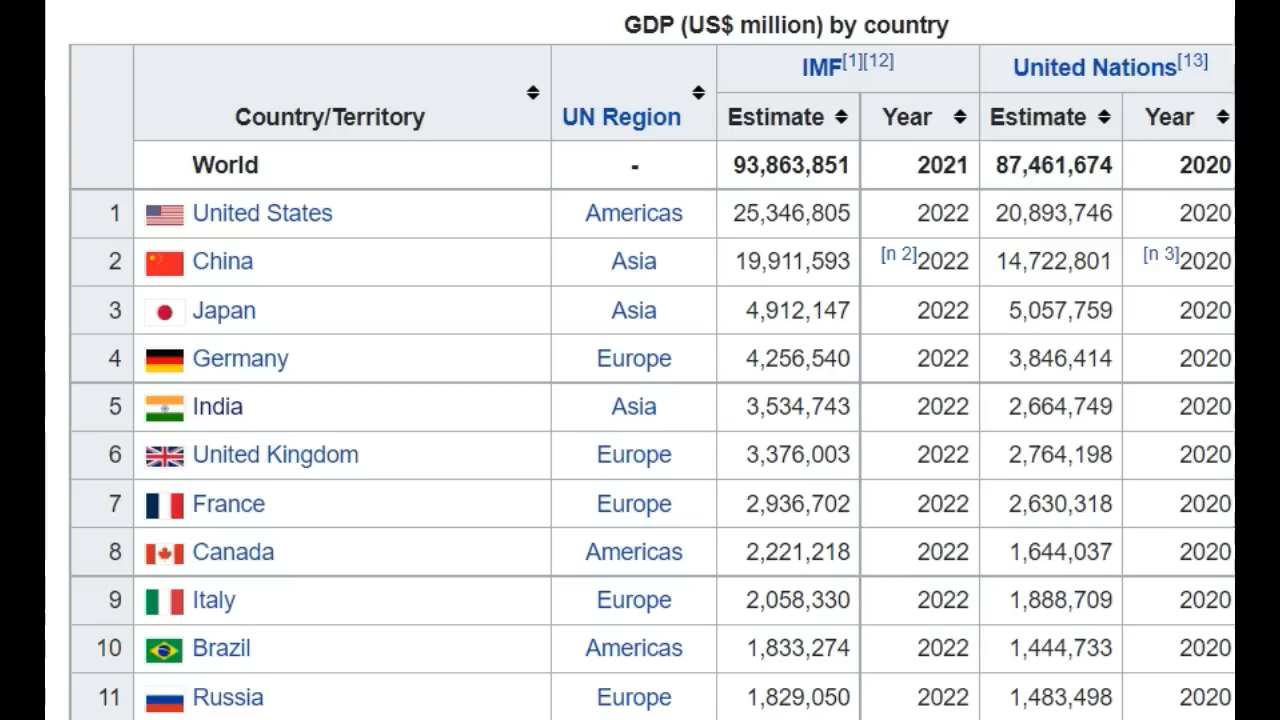 GDP (US$ million) by country
Country/Territory UN Region IMF[1][12] United Nations[13]
Estimate Year Estimate Year
World - 93,863,851 2021 87,461,674 2020
1 United States Americas 25,346,805 2022 20,893,746 2020
2 China Asia 19,911,593 [n 2]2022 14,722,801 [n 3]2020
3 Japan Asia 4,912,147 2022 5,057,759 2020
4 Germany Europe 4,256,540 2022 3,846,414 2020
5 India Asia 3,534,743 2022 2,664,749 2020
6 United Kingdom Europe 3,376,003 2022 2,764,198 2020
7 France Europe 2,936,702 2022 2,630,318 2020
8 Canada Americas 2,221,218 2022 1,644,037 2020
9 Italy Europe 2,058,330 2022 1,888,709 2020
10 Brazil Americas 1,833,274 2022 1,444,733 2020
11 Russia Europe 1,829,050 2022 1,483,498 2020